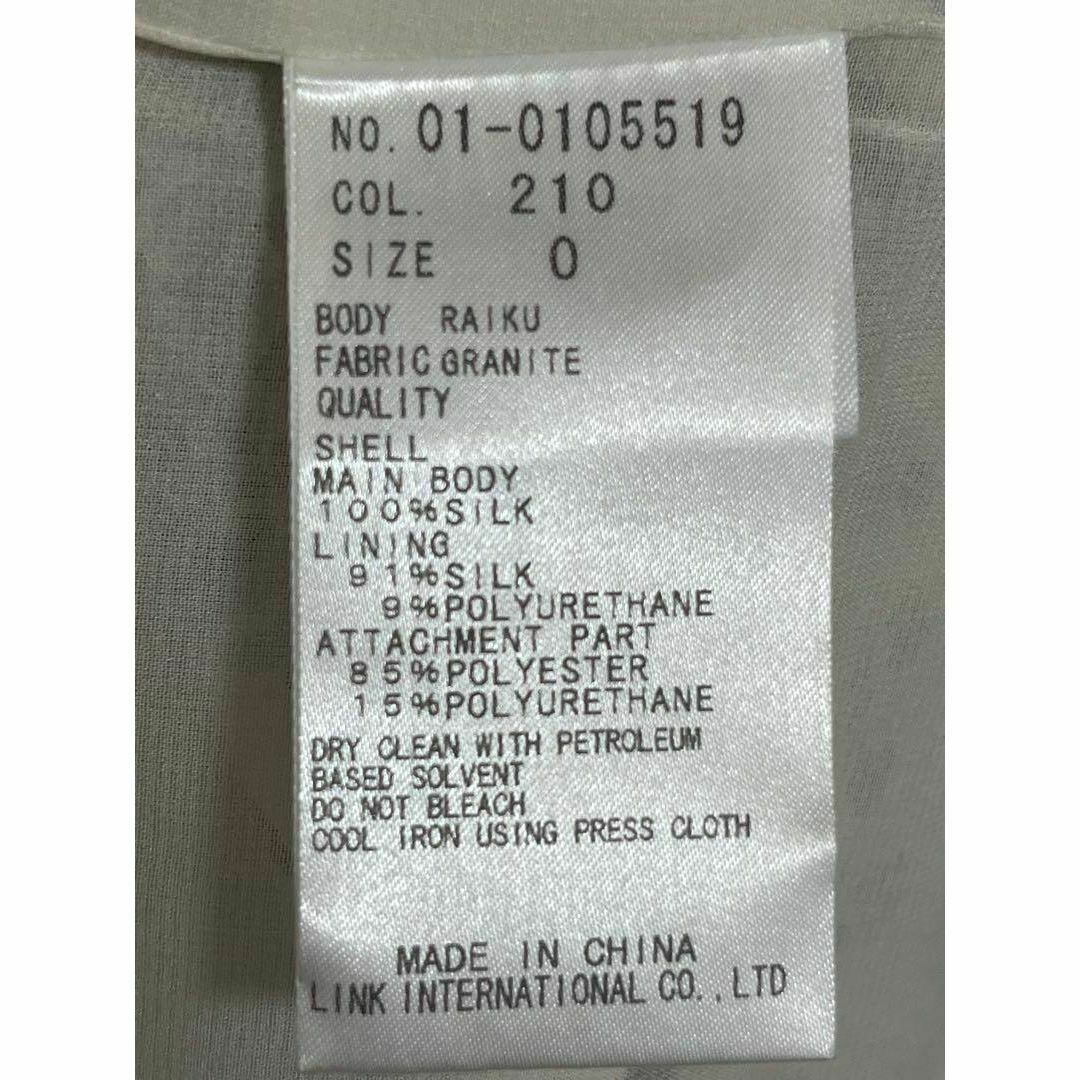 NO. 01-0105519
COL. 210
SIZE 0
BODY RAIKU
FABRIC GRANITE
QUALITY
SHELL
MAIN BODY
100%SILK
LINING
91%SILK
9%POLYURETHANE
ATTACHMENT PART
85%POLYESTER
15%POLYURETHANE
DRY CLEAN WITH PETROLEUM
BASED SOLVENT
DO NOT BLEACH
COOL IRON USING PRESS CLOTH
MADE IN CHINA
LINK INTERNATIONAL CO.,LTD